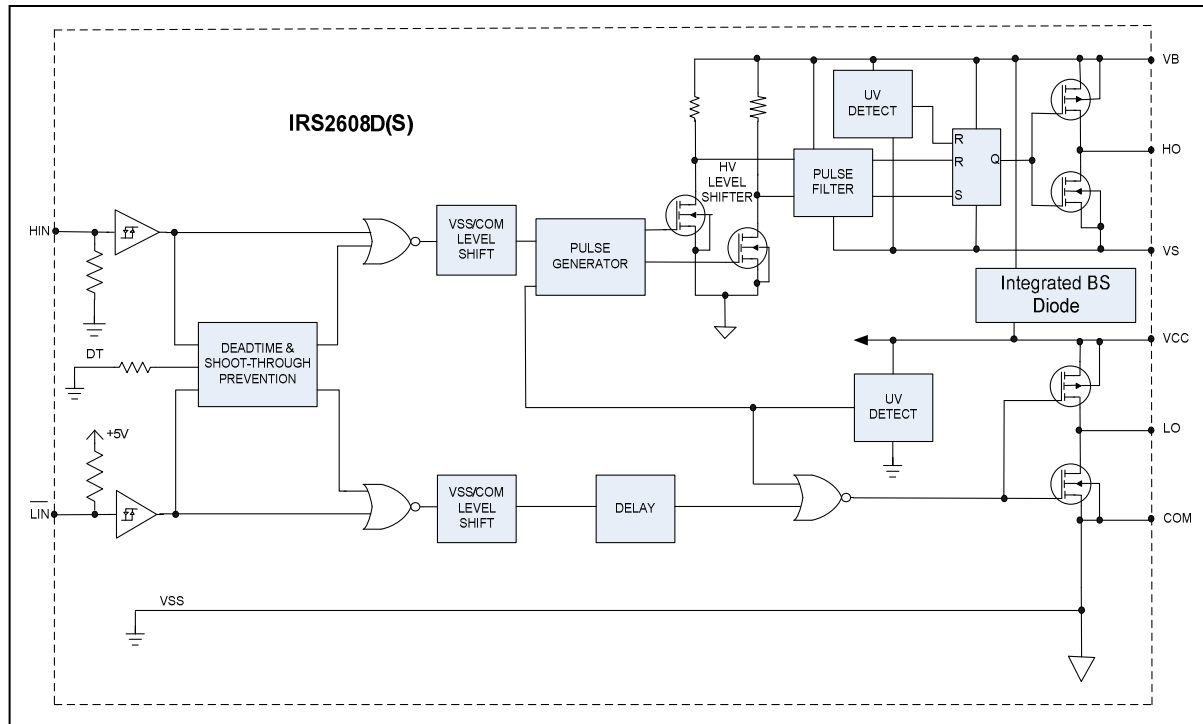 IRS2608D(S)
VB
UV
DETECT
R
R
Q
S
HO
PULSE
FILTER
HV
LEVEL
SHIFTER
HIN
VSS/COM
LEVEL
SHIFT
PULSE
GENERATOR
VS
Integrated BS
Diode
DT
DEADTIME &
SHOOT-THROUGH
PREVENTION
VCC
UV
DETECT
+5V
LO
LIN
VSS/COM
LEVEL
SHIFT
DELAY
COM
VSS